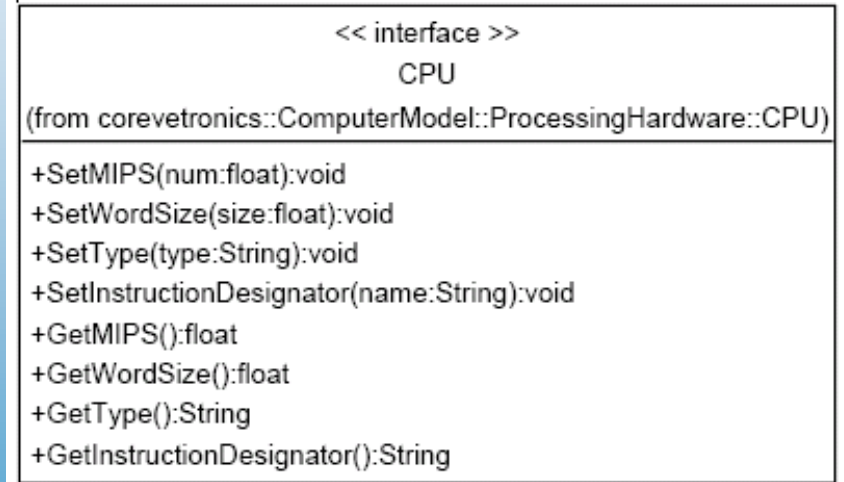 << interface >>
CPU
(from corevetronics::ComputerModel::ProcessingHardware::CPU)
+SetMIPS(num:float):void
+SetWordSize(size:float):void
+SetType(type:String):void
+SetInstructionDesignator(name:String):void
+GetMIPS():float
+GetWordSize():float
+GetType():String
+GetInstructionDesignator():String